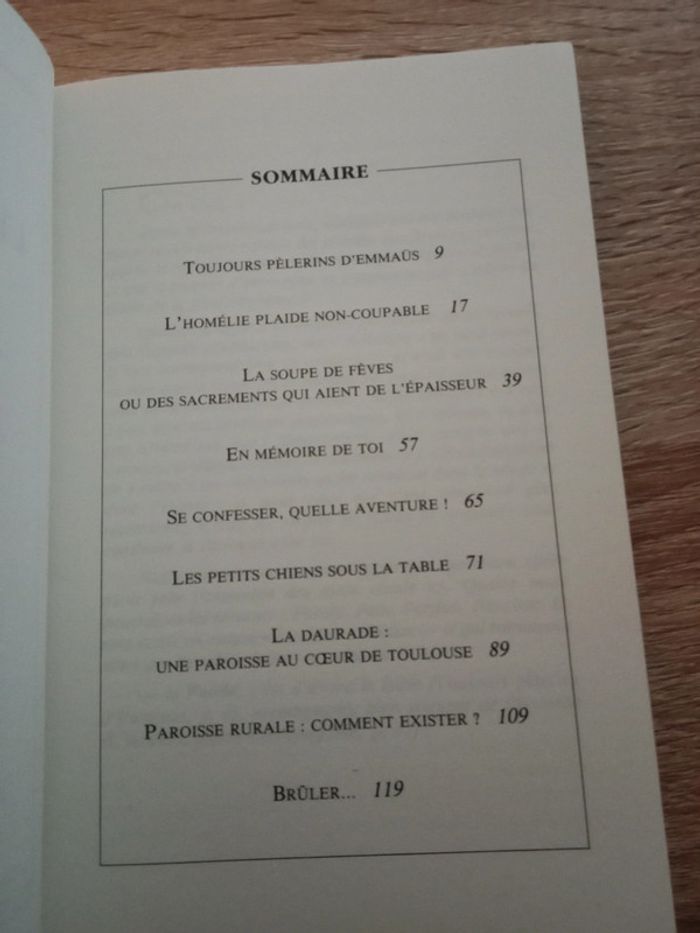 SOMMAIRE
TOUJOURS PÈLERINS D'EMMAÜS 9
L'HOMÉLIE PLAIDE NON-COUPABLE 17
LA SOUPE DE FÈVES
OU DES SACREMENTS QUI AIENT DE L'ÉPAISSEUR 39
EN MÉMOIRE DE TOI 57
SE CONFESSER, QUELLE AVENTURE ! 65
LES PETITS CHIENS SOUS LA TABLE 71
LA DAURADE :
UNE PAROISSE AU CŒUR DE TOULOUSE 89
PAROISSE RURALE : COMMENT EXISTER ? 109
BRÛLER... 119